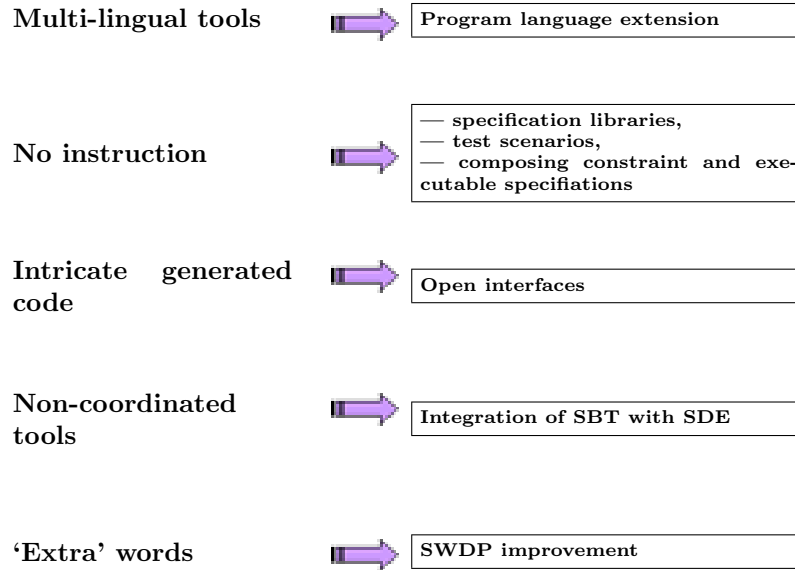 Multi-lingual tools
Program language extension
No instruction
— specification libraries,
— test scenarios,
— composing constraint and exe-
cutable specifiations
Intricate generated
code
Open interfaces
Non-coordinated
tools
Integration of SBT with SDE
‘Extra’ words
SWDP improvement